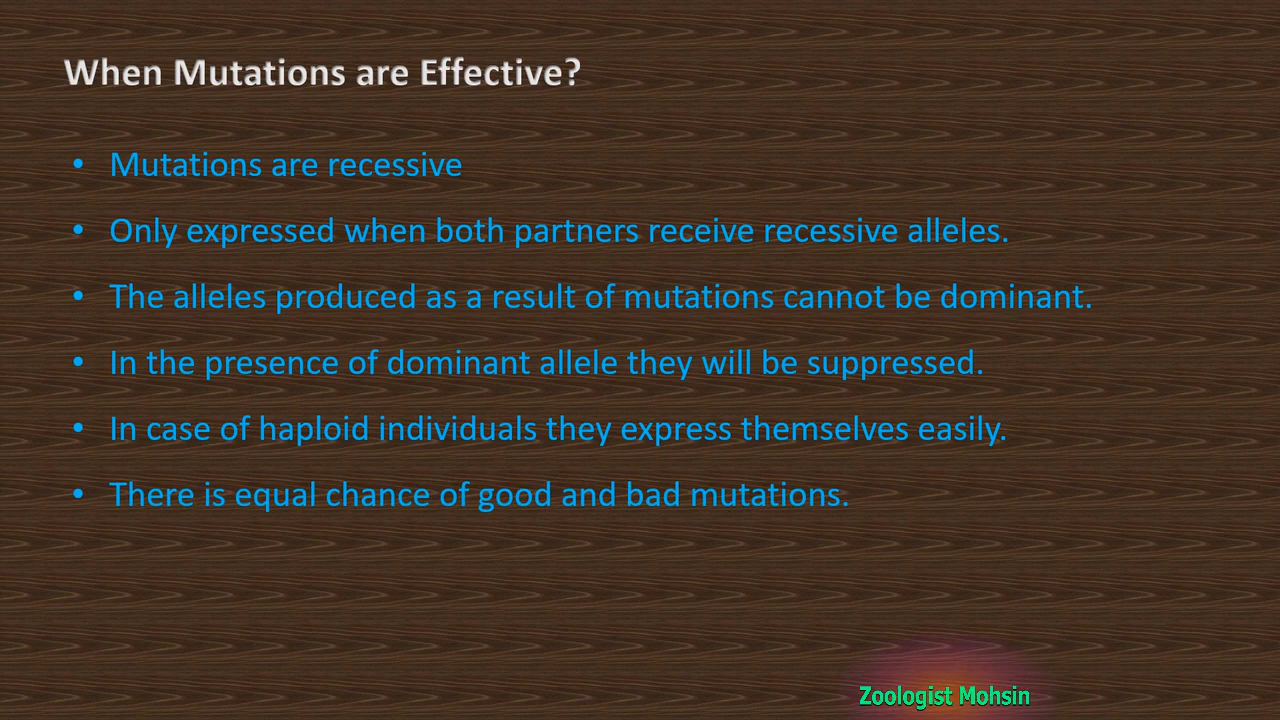 When Mutations are Effective?
• Mutations are recessive
• Only expressed when both partners receive recessive alleles.
• The alleles produced as a result of mutations cannot be dominant.
• In the presence of dominant allele they will be suppressed.
• In case of haploid individuals they express themselves easily.
• There is equal chance of good and bad mutations.
Zoologist Mohsin